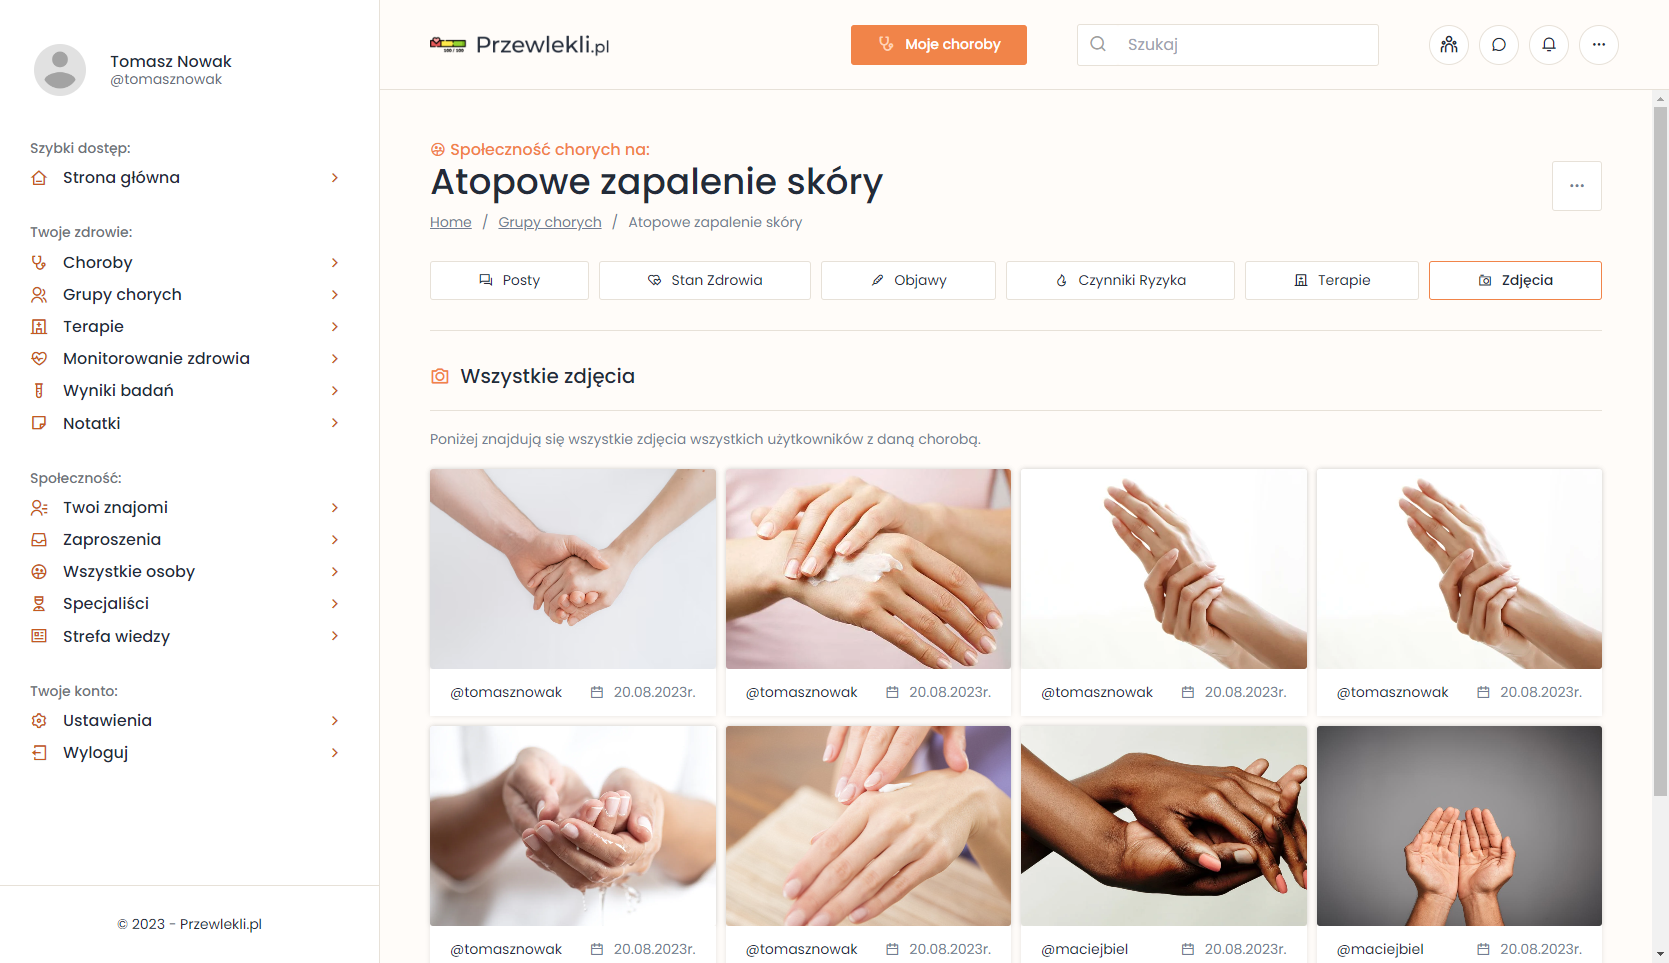 Tomasz Nowak
@tomasznowak
Szybki dostęp:
Strona główna
Twoje zdrowie:
Choroby
Grupy chorych
Terapie
Monitorowanie zdrowia
Wyniki badań
Notatki
Społeczność:
Twoi znajomi
Zaproszenia
Wszystkie osoby
Specjaliści
Strefa wiedzy
Twoje konto:
Ustawienia
Wyloguj
© 2023 - Przewlekli.pl
100 / 100
Przewlekli.pl
Moje choroby
Szukaj
Społeczność chorych na:
Atopowe zapalenie skóry
Home / Grupy chorych / Atopowe zapalenie skóry
Posty
Stan Zdrowia
Objawy
Czynniki Ryzyka
Terapie
Zdjęcia
Wszystkie zdjęcia
Poniżej znajdują się wszystkie zdjęcia wszystkich użytkowników z daną chorobą.
@tomasznowak 20.08.2023r.
@tomasznowak 20.08.2023r.
@tomasznowak 20.08.2023r.
@tomasznowak 20.08.2023r.
@tomasznowak 20.08.2023r.
@tomasznowak 20.08.2023r.
@maciejbiel 20.08.2023r.
@maciejbiel 20.08.2023r.